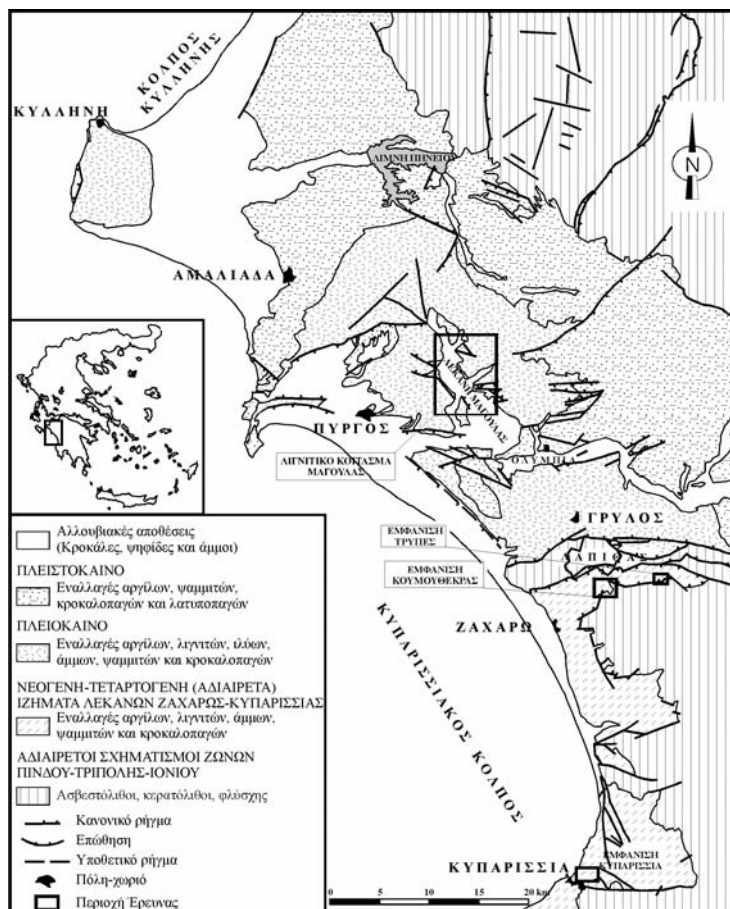 ΚΟΛΠΟΣ
ΚΥΛΛΗΝΗΣ
ΚΥΛΛΗΝΗ
ΛΙΜΝΗ ΠΗΝΕΙΟΥ
N
ΑΜΑΛΙΑΔΑ
ΛΕΚΑΝΗ ΜΑΓΟΥΛΑΣ
ΠΥΡΓΟΣ
ΛΙΓΝΙΤΙΚΟ ΚΟΙΤΑΣΜΑ
ΜΑΓΟΥΛΑΣ
ΟΛΥΜΠΙΑ
ΓΡΥΛΟΣ
ΕΜΦΑΝΙΣΗ
ΤΡΥΠΕΣ
ΛΑΠΙΘΑΣ
ΕΜΦΑΝΙΣΗ
ΚΟΥΜΟΥΘΕΚΡΑΣ
ΖΑΧΑΡΩ
ΚΥΠΑΡΙΣΣΙΑΚΟΣ ΚΟΛΠΟΣ
ΕΜΦΑΝΙΣΗ
ΚΥΠΑΡΙΣΣΙΑ
ΚΥΠΑΡΙΣΣΙΑ
0 5 10 15 20 km
Αλλουβιακές αποθέσεις
(Κροκάλες, ψηφίδες και άμμοι)
ΠΛΕΙΣΤΟΚΑΙΝΟ
Εναλλαγές αργίλων, ψαμμιτών,
κροκαλοπαγών και λατυποπαγών
ΠΛΕΙΟΚΑΙΝΟ
Εναλλαγές αργίλων, λιγνιτών, ιλύων,
άμμων, ψαμμιτών και κροκαλοπαγών
ΝΕΟΓΕΝΗ-ΤΕΤΑΡΤΟΓΕΝΗ (ΑΔΙΑΙΡΕΤΑ)
ΙΖΗΜΑΤΑ ΛΕΚΑΝΩΝ ΖΑΧΑΡΩΣ-ΚΥΠΑΡΙΣΣΙΑΣ
Εναλλαγές αργίλων, λιγνιτών, άμμων,
ψαμμιτών και κροκαλοπαγών
ΑΔΙΑΙΡΕΤΟΙ ΣΧΗΜΑΤΙΣΜΟΙ ΖΩΝΩΝ
ΠΙΝΔΟΥ-ΤΡΙΠΟΛΗΣ-ΙΟΝΙΟΥ
Ασβεστόλιθοι, κερατόλιθοι, φλύσχης
Κανονικό ρήγμα
Επώθηση
Υποθετικό ρήγμα
Πόλη-χωριό
Περιοχή Έρευνας